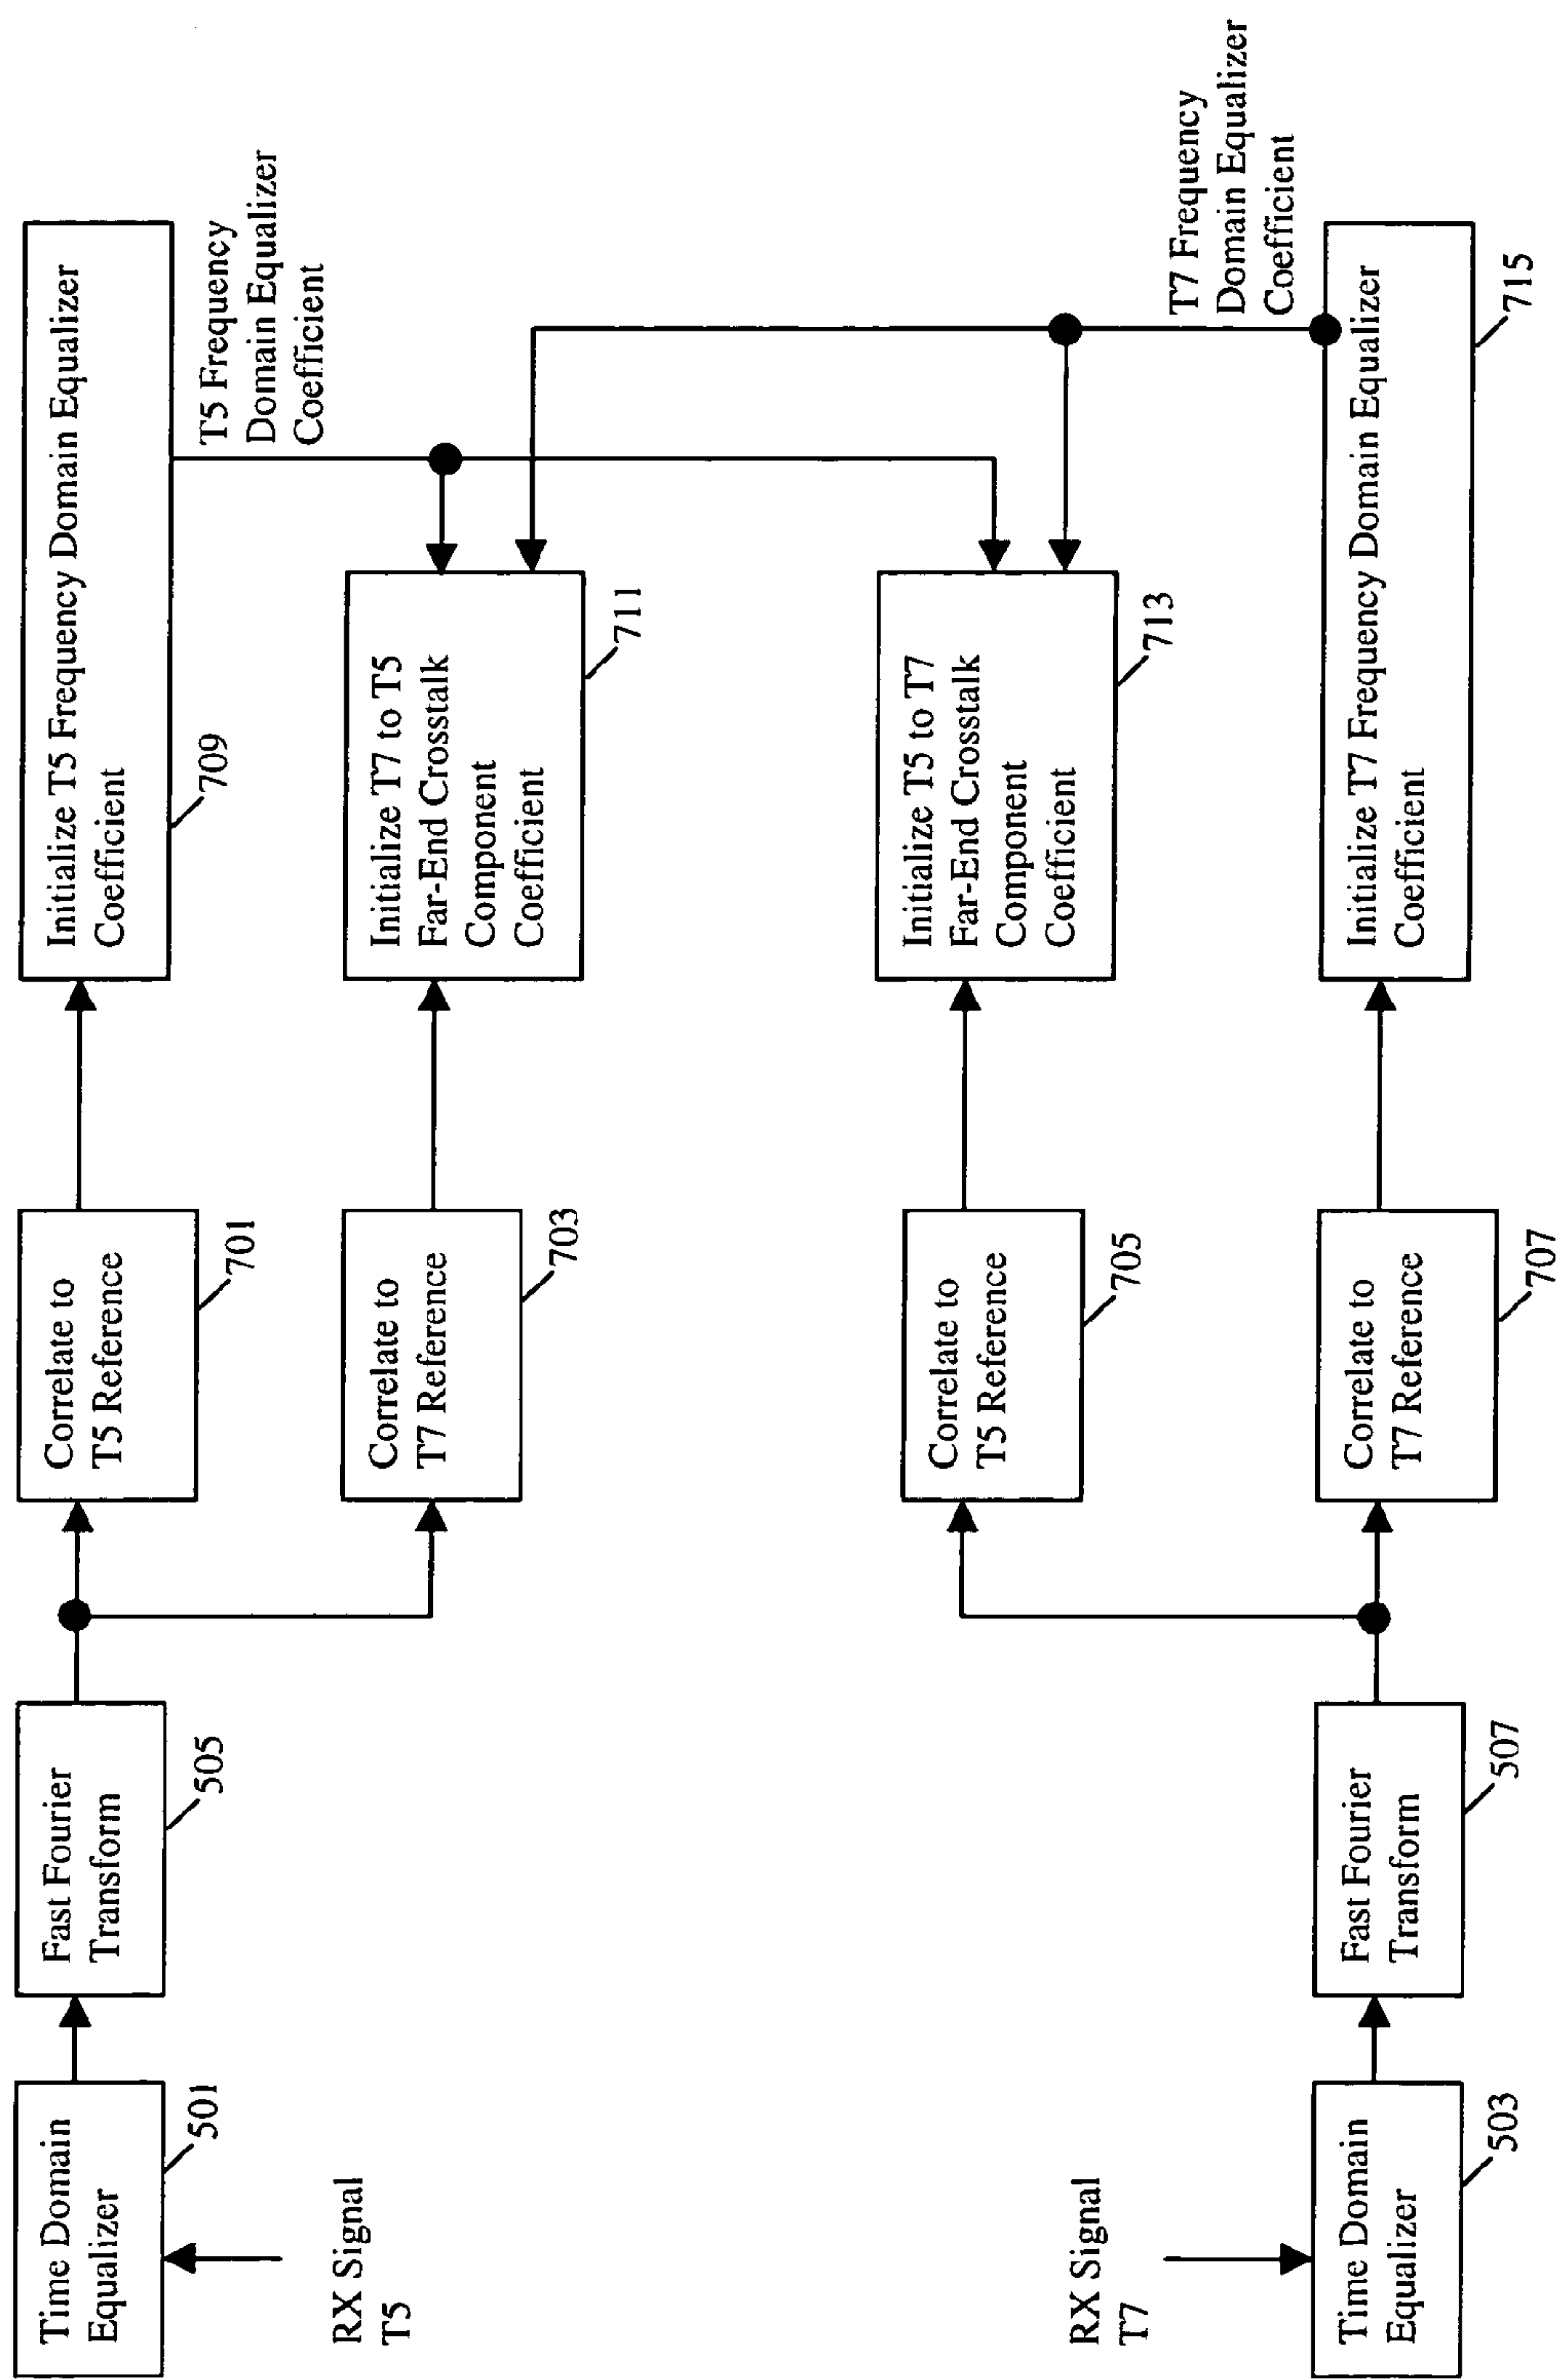 Time Domain
Equalizer
501
RX Signal
T5
Fast Fourier
Transform
505
Correlate to
T5 Reference
701
Correlate to
T7 Reference
703
Initialize T5 Frequency Domain Equalizer
Coefficient
709
T5 Frequency
Domain Equalizer
Coefficient
Initialize T7 to T5
Far-End Crosstalk
Component
Coefficient
711
RX Signal
T7
Time Domain
Equalizer
503
Fast Fourier
Transform
507
Correlate to
T5 Reference
705
Correlate to
T7 Reference
707
Initialize T5 to T7
Far-End Crosstalk
Component
Coefficient
713
T7 Frequency
Domain Equalizer
Coefficient
Initialize T7 Frequency Domain Equalizer
Coefficient
715